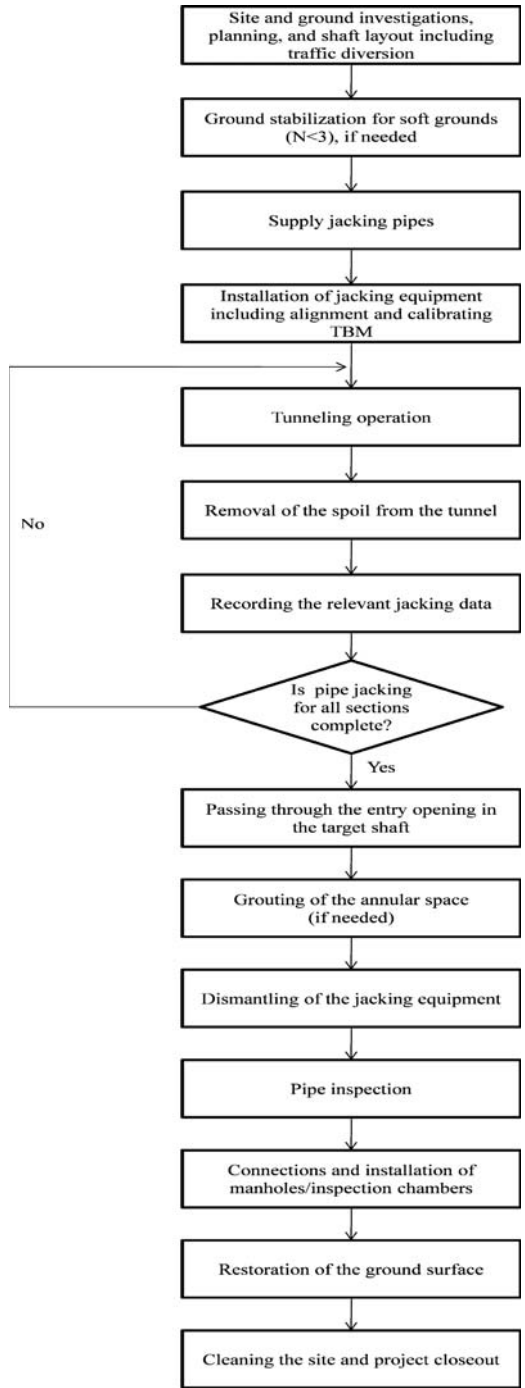 Site and ground investigations,
planning, and shaft layout including
traffic diversion
Ground stabilization for soft grounds
(N<3), if needed
Supply jacking pipes
Installation of jacking equipment
including alignment and calibrating
TBM
Tunneling operation
Removal of the spoil from the tunnel
No
Recording the relevant jacking data
Is pipe jacking
for all sections
complete?
Yes
Passing through the entry opening in
the target shaft
Grouting of the annular space
(if needed)
Dismantling of the jacking equipment
Pipe inspection
Connections and installation of
manholes/inspection chambers
Restoration of the ground surface
Cleaning the site and project closeout